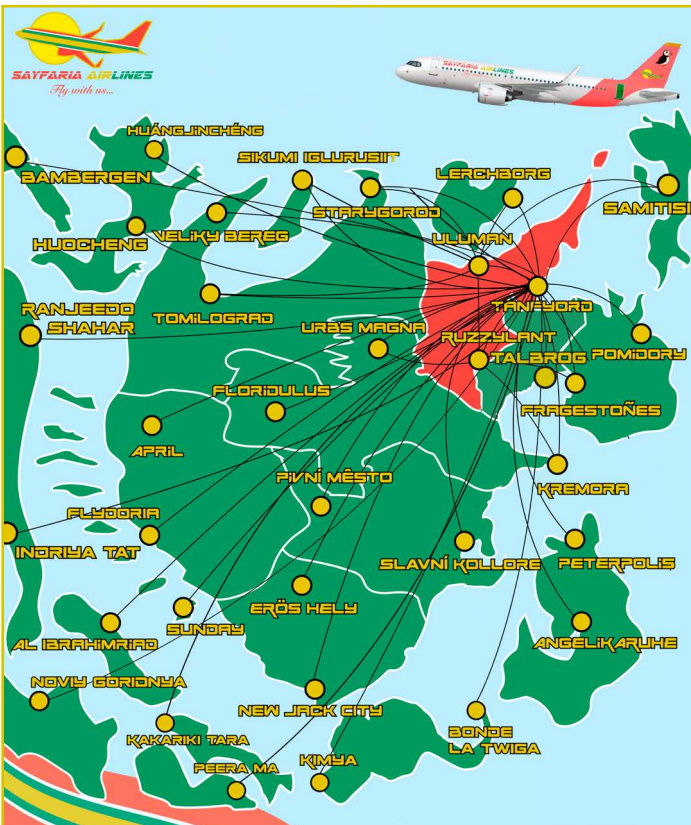 SAYFARIA AIRLINES
Fly with us...
SAYFARIA AIRLINES
HUÁNGJINCHÉNG
BAMBERGEN
SIKUMI IGLURUSIIT
LERCHBORG
STARYGOROD
SAMITISI
HUOCHENG
VELIKY BEREG
ULUMAN
TANFYORD
RANJEEDO
SHAHAR
TOMILOGRAD
URBS MAGNA
RUZZYLANT
TALBROG
POMIDORY
FLORIDULUS
FRAGESTOÑES
APRIL
PIVNÍ MÊSTO
KREMORA
FLYDORIA
INDRIYA TAT
SLAVNÍ KOLLORE
PETERPOLIS
ERÖS HELY
SUNDAY
AL IBRAHIMRIAD
ANGELIKARUHE
NOVIY GORIDNYA
NEW JACK CITY
KAKARIKI TARA
BONDE
LA TWIGA
PEERA MA
KIMYA